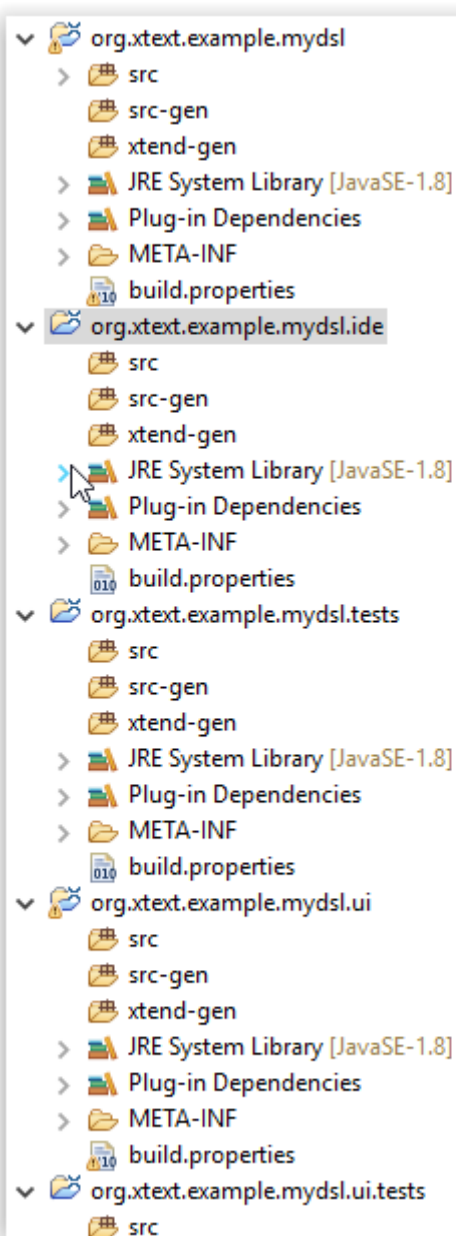 org.xtext.example.mydsl
src
src-gen
xtend-gen
JRE System Library [JavaSE-1.8]
Plug-in Dependencies
META-INF
build.properties
org.xtext.example.mydsl.ide
src
src-gen
xtend-gen
JRE System Library [JavaSE-1.8]
Plug-in Dependencies
META-INF
build.properties
org.xtext.example.mydsl.tests
src
src-gen
xtend-gen
JRE System Library [JavaSE-1.8]
Plug-in Dependencies
META-INF
build.properties
org.xtext.example.mydsl.ui
src
src-gen
xtend-gen
JRE System Library [JavaSE-1.8]
Plug-in Dependencies
META-INF
build.properties
org.xtext.example.mydsl.ui.tests
src